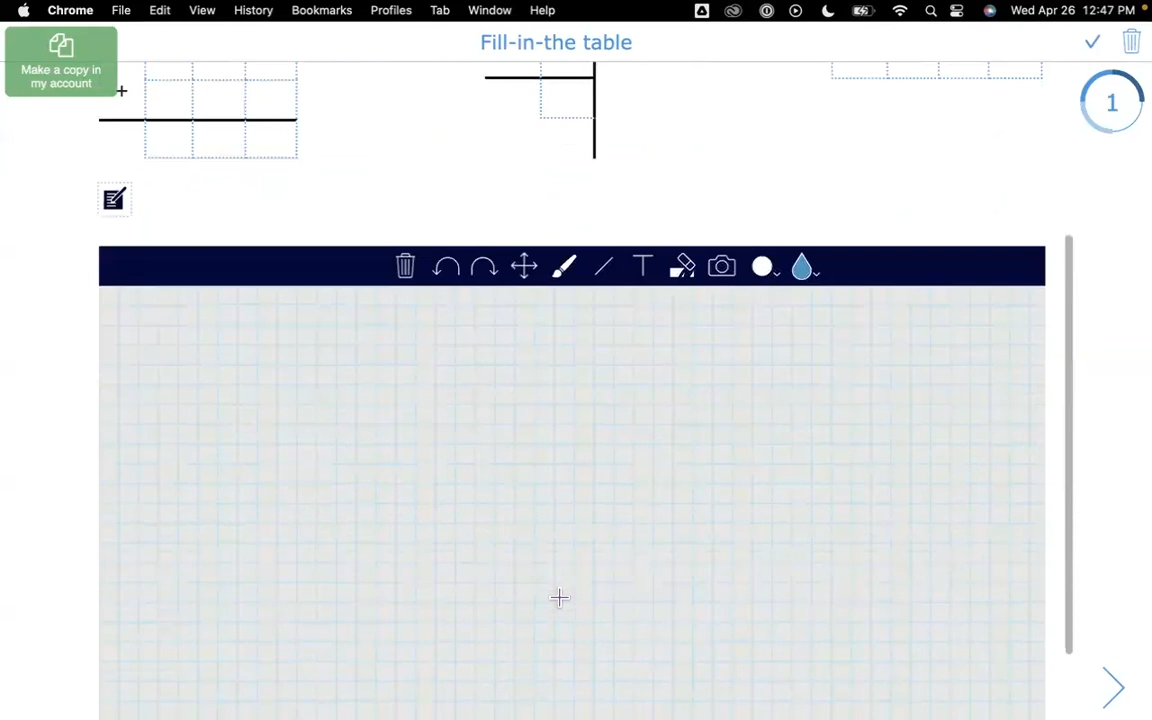 Chrome File Edit View History Bookmarks Profiles Tab Window Help Wed Apr 26 12:47 PM
Make a copy in
my account
Fill-in-the table
1
+
T